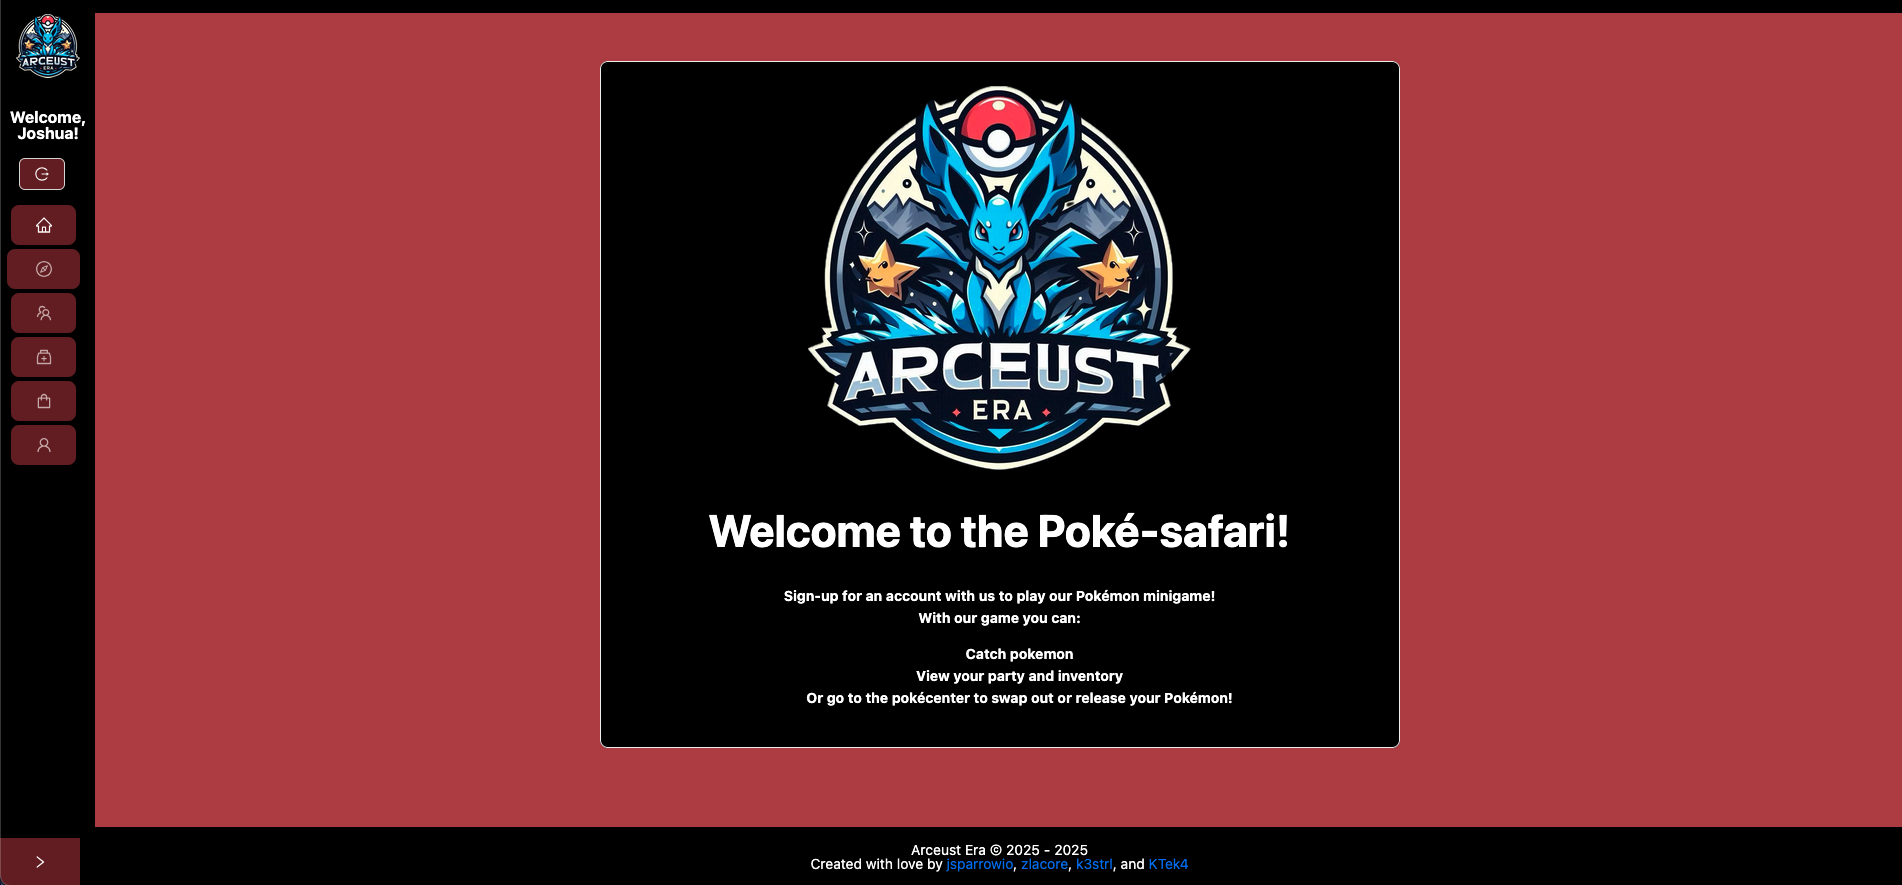 ARCEUST
ERA
Welcome,
Joshua!
ARCEUST
ERA
Welcome to the Poké-safari!
Sign-up for an account with us to play our Pokémon minigame!
With our game you can:
Catch pokemon
View your party and inventory
Or go to the pokécenter to swap out or release your Pokémon!
Arceust Era © 2025 - 2025
Created with love by jsparrowio, zlacore, k3strl, and KTek4